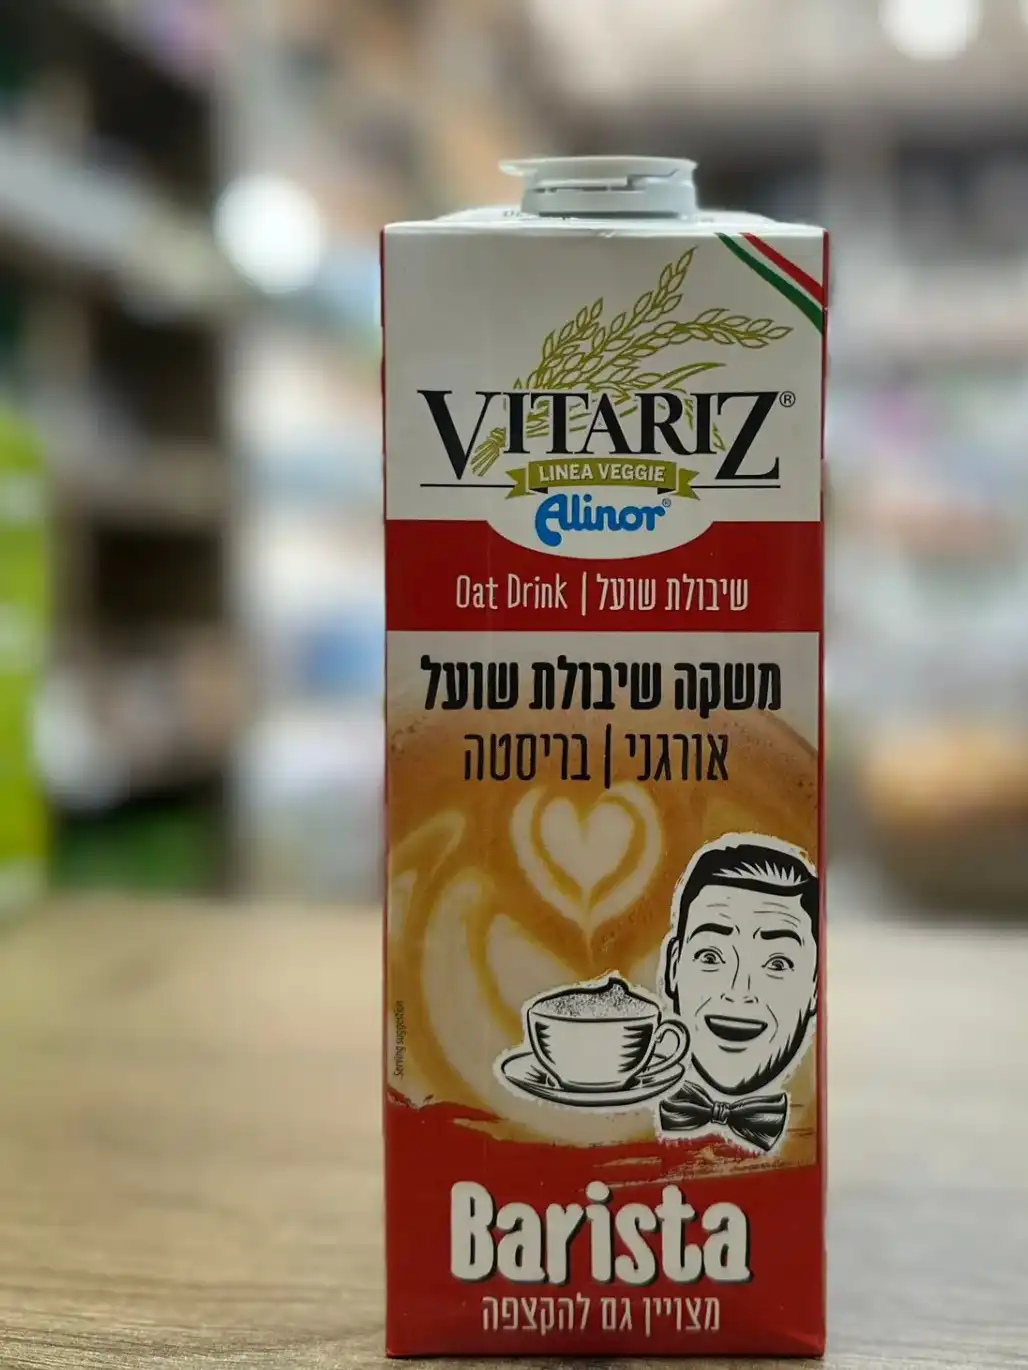 VITARIZ®
LINEA VEGGIE
Alinor®
Oat Drink | שיבולת שועל
משקה שיבולת שועל
אורגני | בריסטה
Serving suggestion
Barista
מצויין גם להקצפה